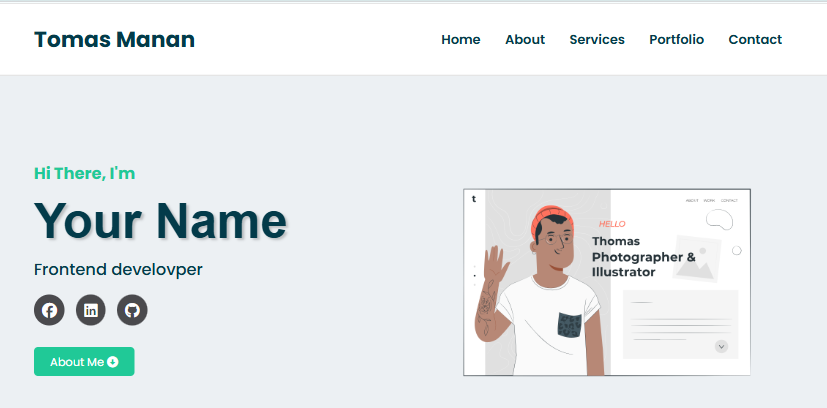 Tomas Manan
Home About Services Portfolio Contact
Hi There, I'm
Your Name
Frontend develovper
About Me
t
ABOUT WORK CONTACT
HELLO
Thomas
Photographer &
Illustrator